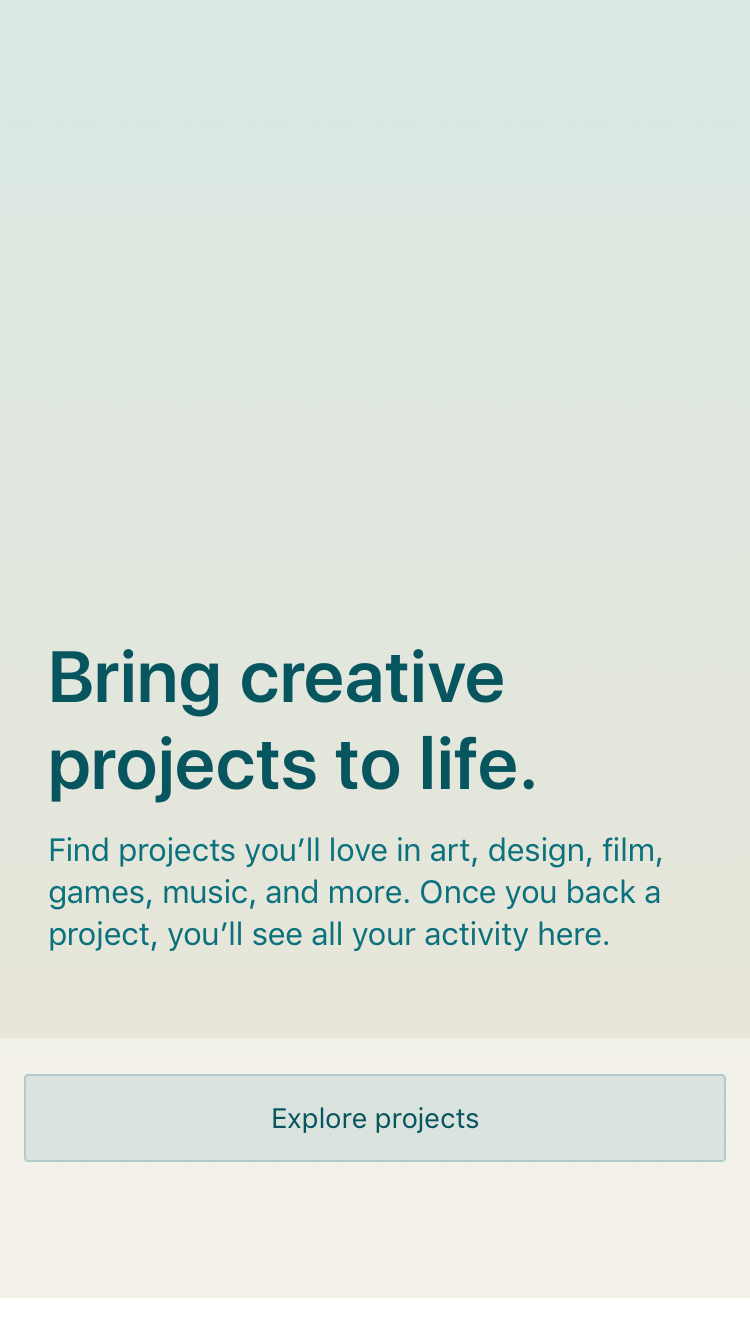 Bring creative
projects to life.
Find projects you’ll love in art, design, film,
games, music, and more. Once you back a
project, you’ll see all your activity here.
Explore projects